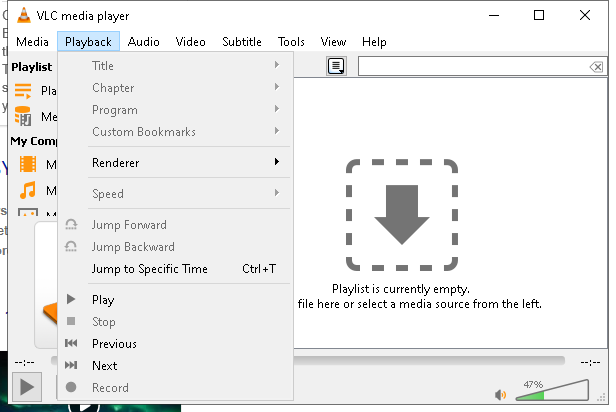 VLC media player
Media Playback Audio Video Subtitle Tools View Help
Playlist
Pla
Me
My Comp
M
M
M
Title
Chapter
Program
Custom Bookmarks
Renderer
Speed
Jump Forward
Jump Backward
Jump to Specific Time Ctrl+T
Play
Stop
Previous
Next
Record
Playlist is currently empty.
file here or select a media source from the left.
--:-- --:--
47%